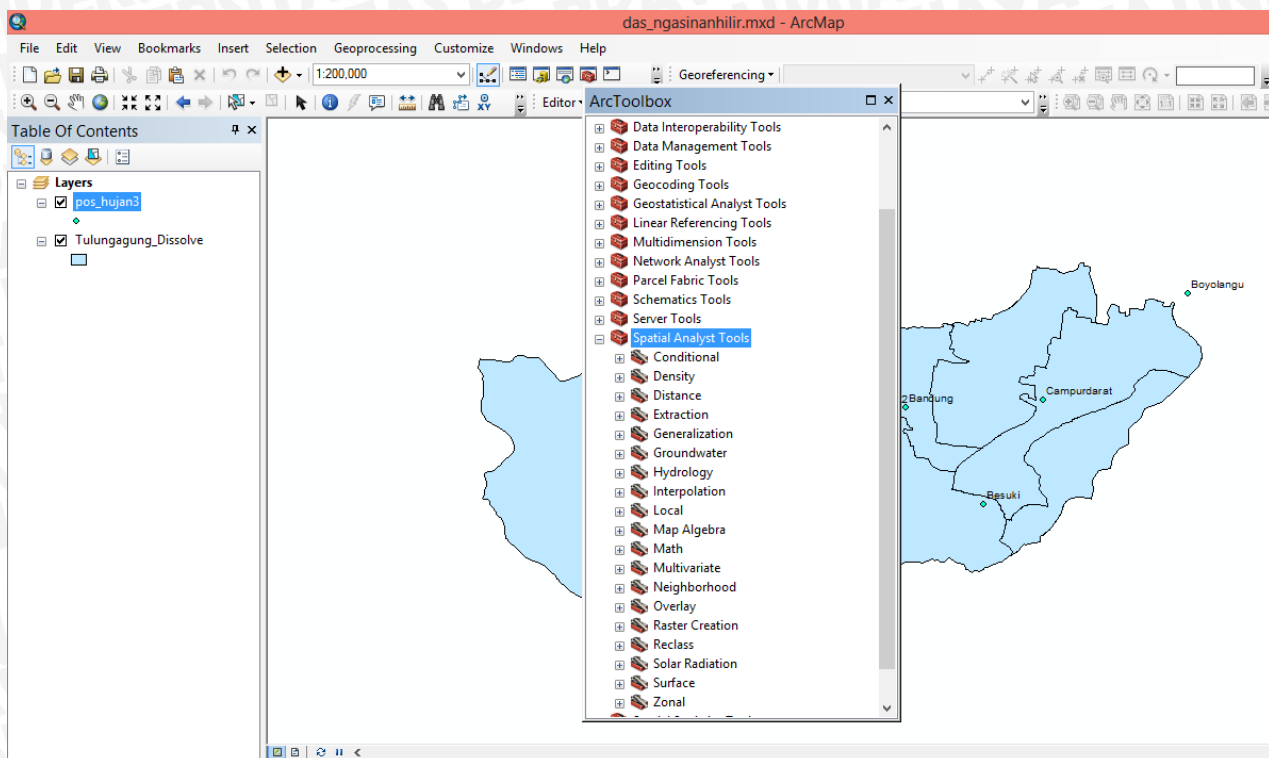 das_ngasinanhilir.mxd - ArcMap
File Edit View Bookmarks Insert Selection Geoprocessing Customize Windows Help
1:200,000 Georeferencing
Editor
ArcToolbox
Table Of Contents
Layers
pos_hujan3
Tulungagung_Dissolve
Data Interoperability Tools
Data Management Tools
Editing Tools
Geocoding Tools
Geostatistical Analyst Tools
Linear Referencing Tools
Multidimension Tools
Network Analyst Tools
Parcel Fabric Tools
Schematics Tools
Server Tools
Spatial Analyst Tools
Conditional
Density
Distance
Extraction
Generalization
Groundwater
Hydrology
Interpolation
Local
Map Algebra
Math
Multivariate
Neighborhood
Overlay
Raster Creation
Reclass
Solar Radiation
Surface
Zonal
Boyolangu
Campurdarat
2 Bandung
Besuki